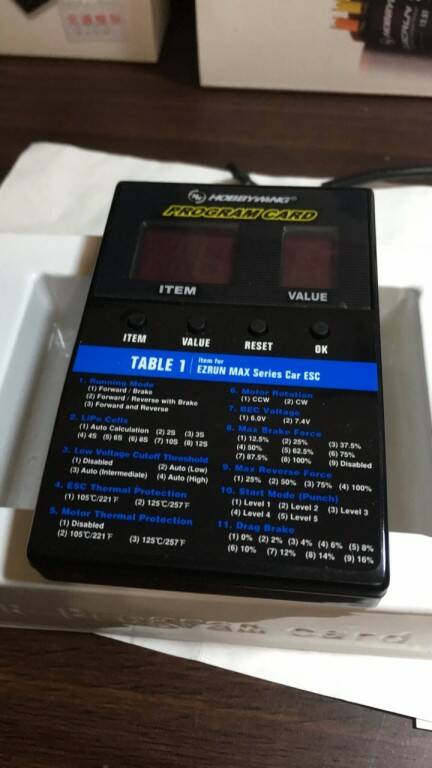 HOBBYWING®
PROGRAM CARD
ITEM VALUE
ITEM VALUE RESET OK
TABLE 1 Item for
EZRUN MAX Series Car ESC
1. Running Mode
(1) Forward / Brake
(2) Forward / Reverse with Brake
(3) Forward and Reverse
2. LiPo Cells
(1) Auto Calculation (2) 2S (3) 3S
(4) 4S (5) 6S (6) 8S (7) 10S (8) 12S
3. Low Voltage Cutoff Threshold
(1) Disabled (2) Auto (Low)
(3) Auto (Intermediate) (4) Auto (High)
4. ESC Thermal Protection
(1) 105℃/221℉ (2) 125℃/257℉
5. Motor Thermal Protection
(1) Disabled
(2) 105℃/221℉ (3) 125℃/257℉
6. Motor Rotation
(1) CCW (2) CW
7. BEC Voltage
(1) 6.0V (2) 7.4V
8. Max Brake Force
(1) 12.5% (2) 25% (3) 37.5%
(4) 50% (5) 62.5% (6) 75%
(7) 87.5% (8) 100% (9) Disabled
9. Max Reverse Force
(1) 25% (2) 50% (3) 75% (4) 100%
10. Start Mode (Punch)
(1) Level 1 (2) Level 2 (3) Level 3
(4) Level 4 (5) Level 5
11. Drag Brake
(1) 0% (2) 2% (3) 4% (4) 6% (5) 8%
(6) 10% (7) 12% (8) 14% (9) 16%
Program card